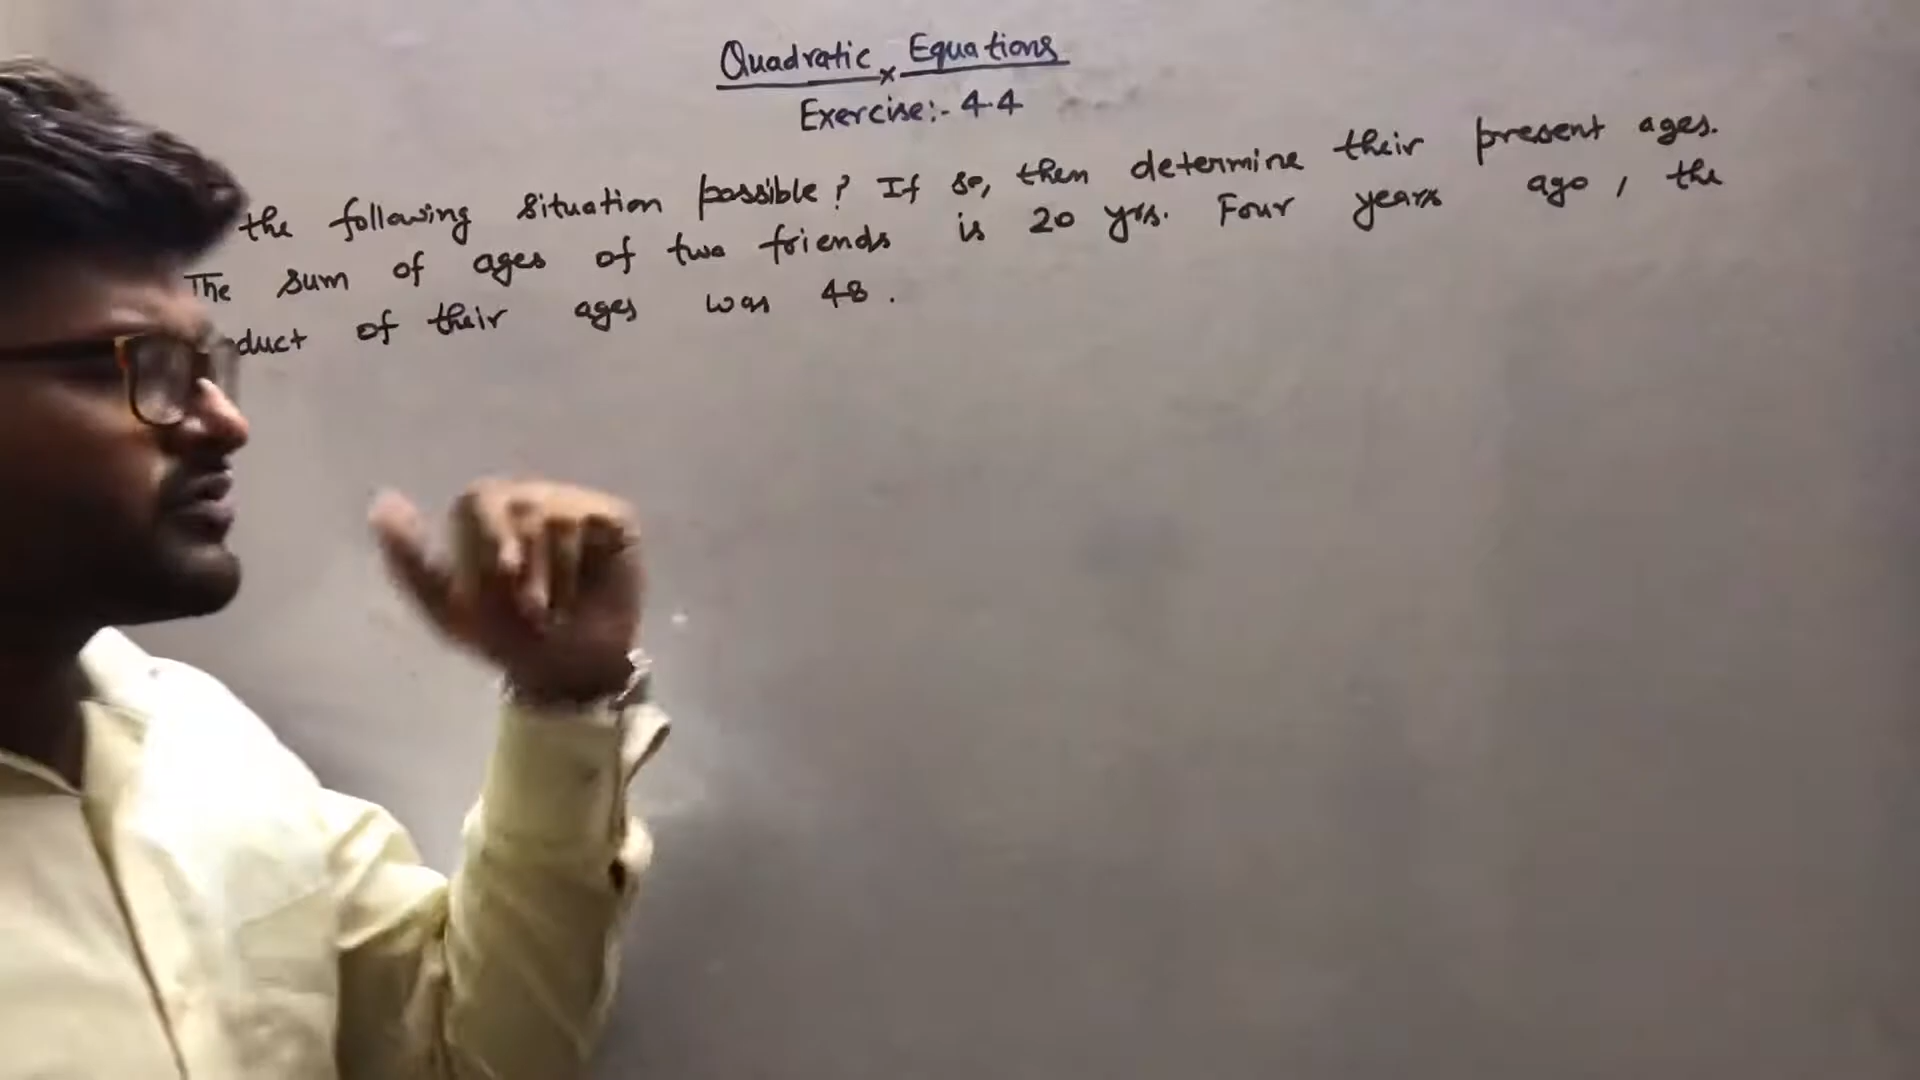 Quadratic Equations
Exercise:- 4.4
the following situation possible? If so, then determine their present ages.
The sum of ages of two friends is 20 yrs. Four years ago, the
duct of their ages was 48.